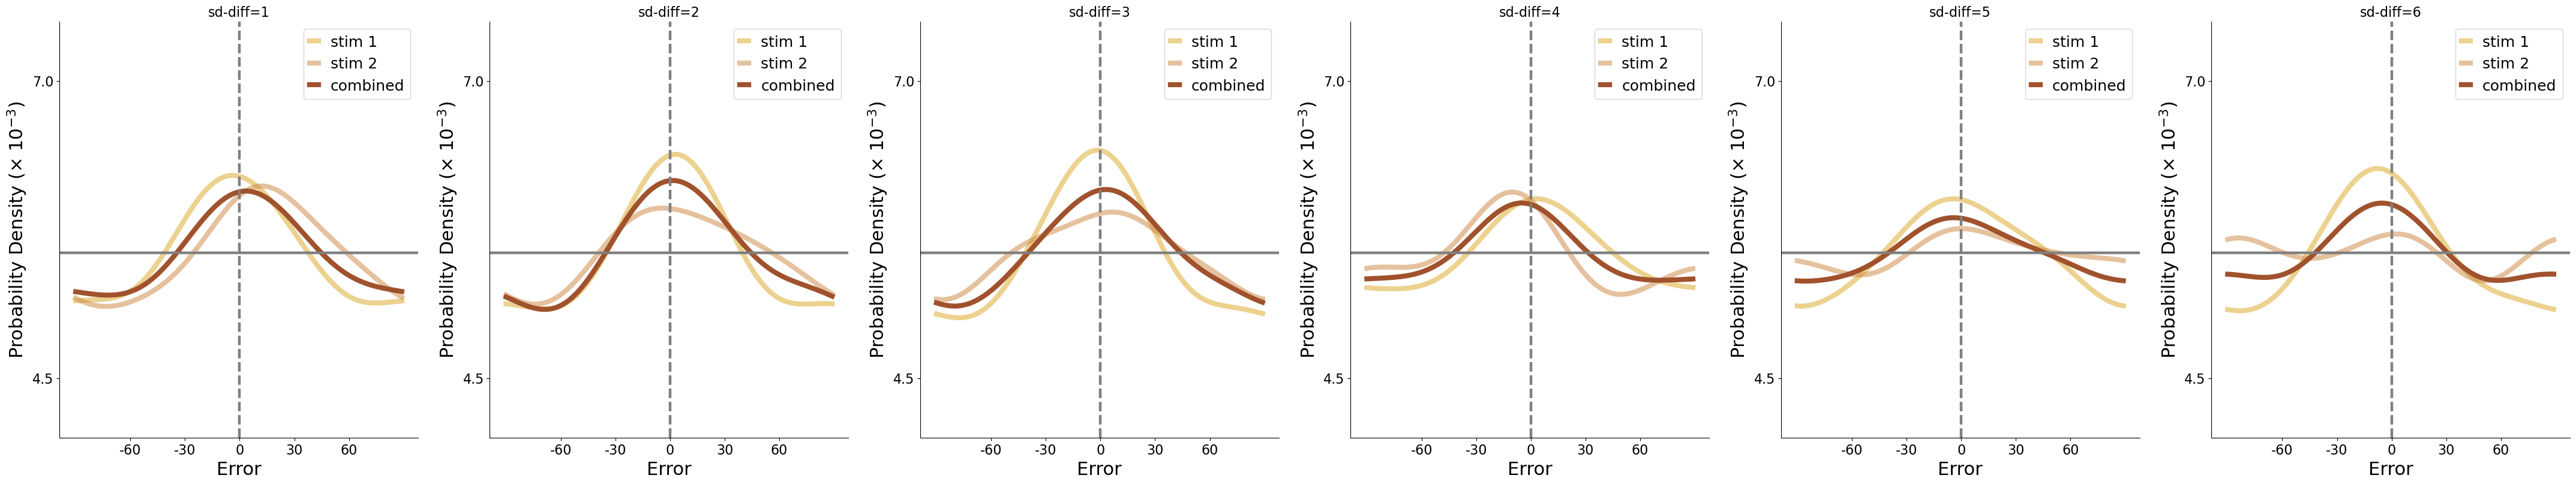 sd-diff=1
stim 1
stim 2
combined
7.0
4.5
Probability Density (× 10⁻³)
-60 -30 0 30 60
Error
sd-diff=2
stim 1
stim 2
combined
7.0
4.5
Probability Density (× 10⁻³)
-60 -30 0 30 60
Error
sd-diff=3
stim 1
stim 2
combined
7.0
4.5
Probability Density (× 10⁻³)
-60 -30 0 30 60
Error
sd-diff=4
stim 1
stim 2
combined
7.0
4.5
Probability Density (× 10⁻³)
-60 -30 0 30 60
Error
sd-diff=5
stim 1
stim 2
combined
7.0
4.5
Probability Density (× 10⁻³)
-60 -30 0 30 60
Error
sd-diff=6
stim 1
stim 2
combined
7.0
4.5
Probability Density (× 10⁻³)
-60 -30 0 30 60
Error